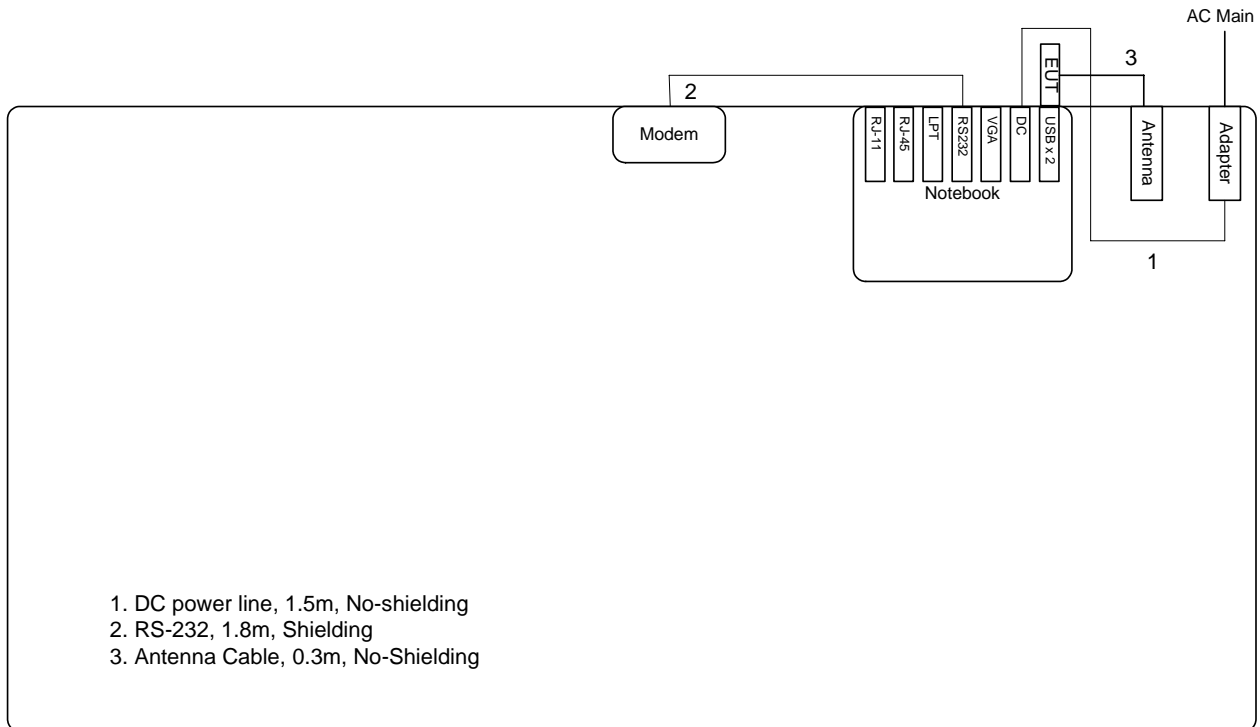 AC Main
3
EUT
2
Modem
RJ-11
RJ-45
LPT
RS232
VGA
DC
USB x 2
Antenna
Adapter
Notebook
1
1. DC power line, 1.5m, No-shielding
2. RS-232, 1.8m, Shielding
3. Antenna Cable, 0.3m, No-Shielding